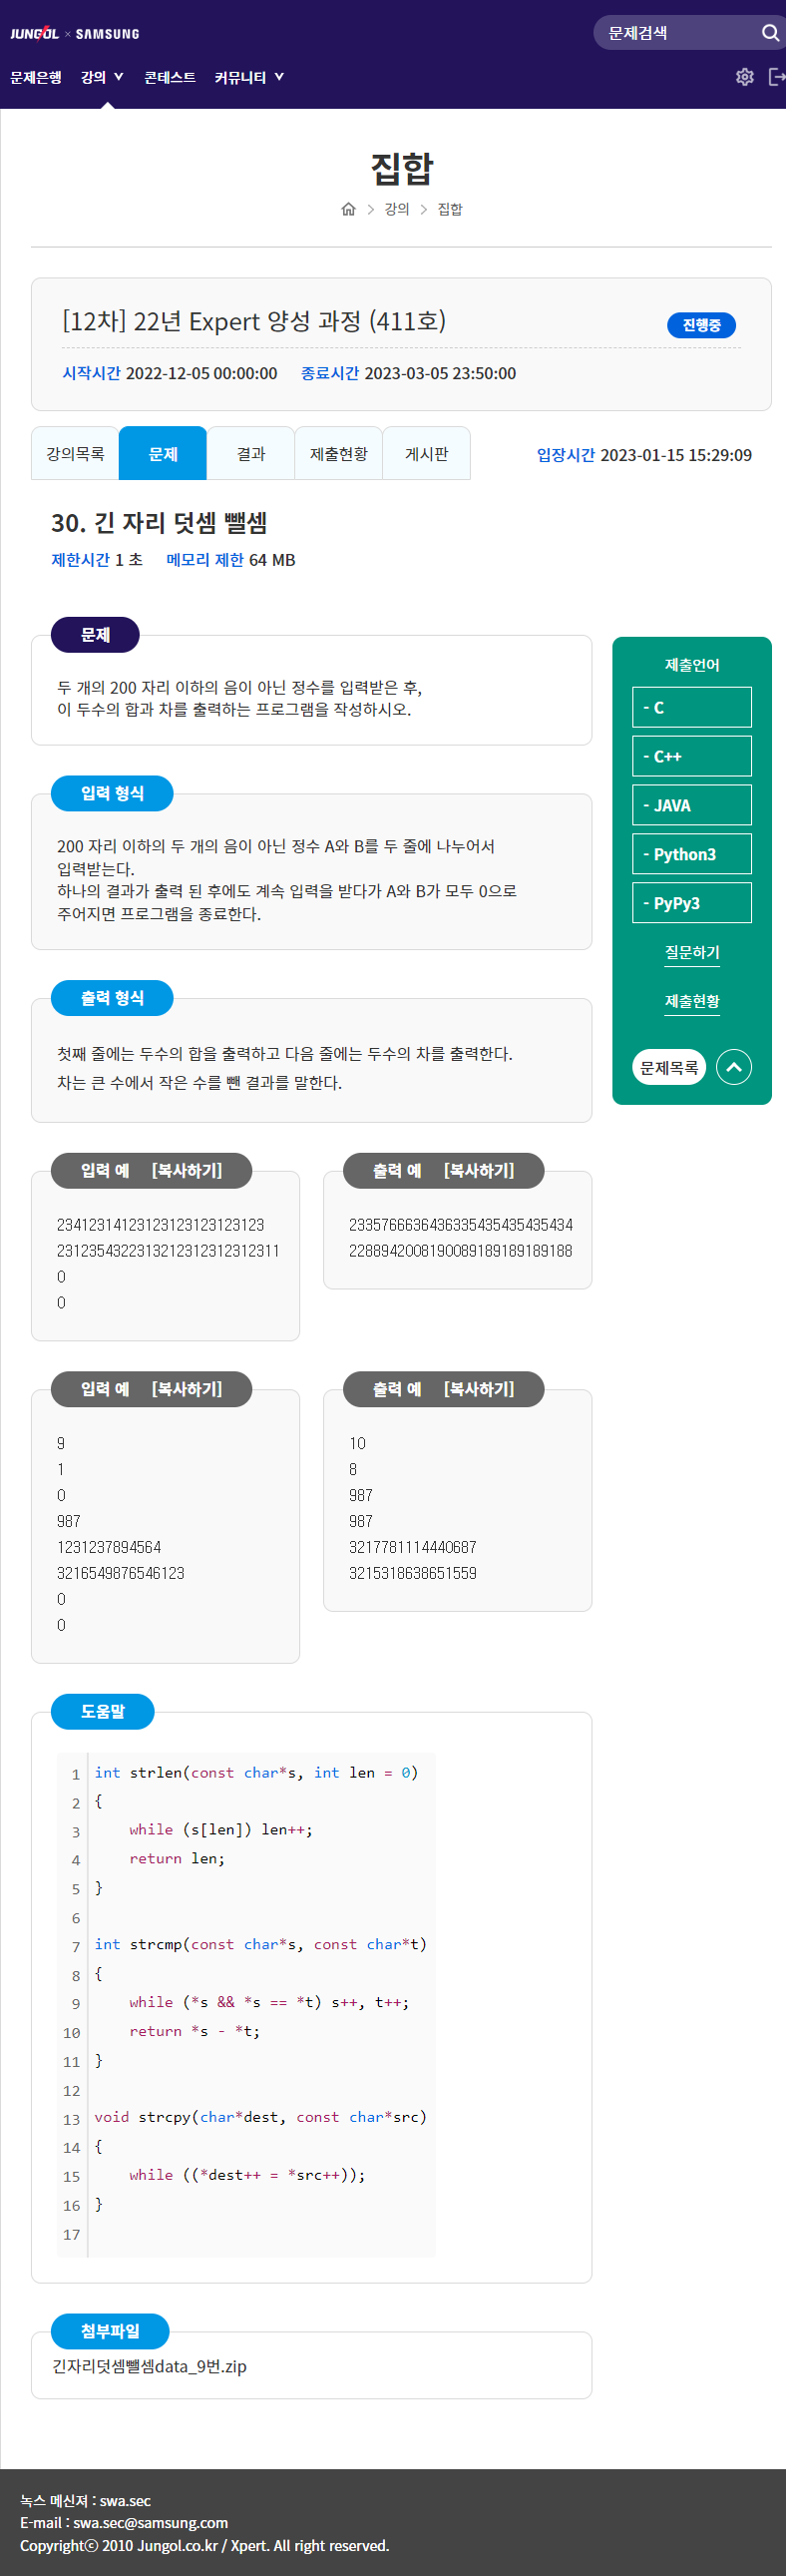 JUNGOL × SAMSUNG
문제검색
문제은행 강의 콘테스트 커뮤니티
집합
강의 > 집합
[12차] 22년 Expert 양성 과정 (411호)
진행중
시작시간 2022-12-05 00:00:00 종료시간 2023-03-05 23:50:00
강의목록 문제 결과 제출현황 게시판
입장시간 2023-01-15 15:29:09
30. 긴 자리 덧셈 뺄셈
제한시간 1 초 메모리 제한 64 MB
문제
두 개의 200 자리 이하의 음이 아닌 정수를 입력받은 후,
이 두수의 합과 차를 출력하는 프로그램을 작성하시오.
입력 형식
200 자리 이하의 두 개의 음이 아닌 정수 A와 B를 두 줄에 나누어서
입력받는다.
하나의 결과가 출력 된 후에도 계속 입력을 받다가 A와 B가 모두 0으로
주어지면 프로그램을 종료한다.
출력 형식
첫째 줄에는 두수의 합을 출력하고 다음 줄에는 두수의 차를 출력한다.
차는 큰 수에서 작은 수를 뺀 결과를 말한다.
제출언어
- C
- C++
- JAVA
- Python3
- PyPy3
질문하기
제출현황
문제목록
입력 예 [복사하기]
23412314123123123123123123
2312354322313212312312312311
0
0
출력 예 [복사하기]
2335766636436335435435435434
2288942008190089189189189188
입력 예 [복사하기]
9
1
0
987
1231237894564
3216549876546123
0
0
출력 예 [복사하기]
10
8
987
987
3217781114440687
3215318638651559
도움말
1 int strlen(const char*s, int len = 0)
2 {
3 while (s[len]) len++;
4 return len;
5 }
6
7 int strcmp(const char*s, const char*t)
8 {
9 while (*s && *s == *t) s++, t++;
10 return *s - *t;
11 }
12
13 void strcpy(char*dest, const char*src)
14 {
15 while ((*dest++ = *src++));
16 }
17
첨부파일
긴자리덧셈뺄셈data_9번.zip
녹스 메신져 : swa.sec
E-mail : swa.sec@samsung.com
Copyrightⓒ 2010 Jungol.co.kr / Xpert. All right reserved.